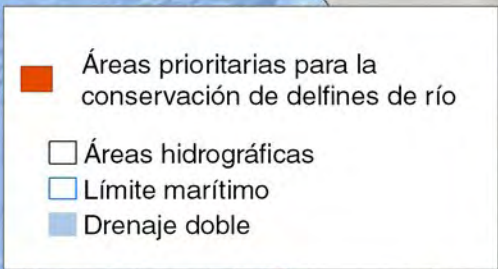 Áreas prioritarias para la
conservación de delfines de río
Áreas hidrográficas
Límite marítimo
Drenaje doble